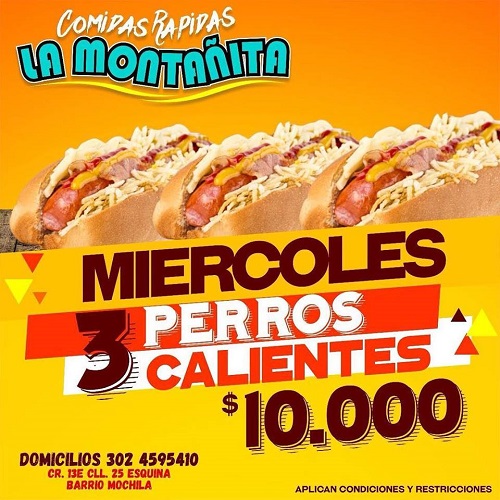 COMIDAS RAPIDAS
LA MONTAÑITA
MIERCOLES
3 PERROS
CALIENTES
$10.000
DOMICILIOS 302 4595410
CR. 13E CLL. 25 ESQUINA
BARRIO MOCHILA
APLICAN CONDICIONES Y RESTRICCIONES